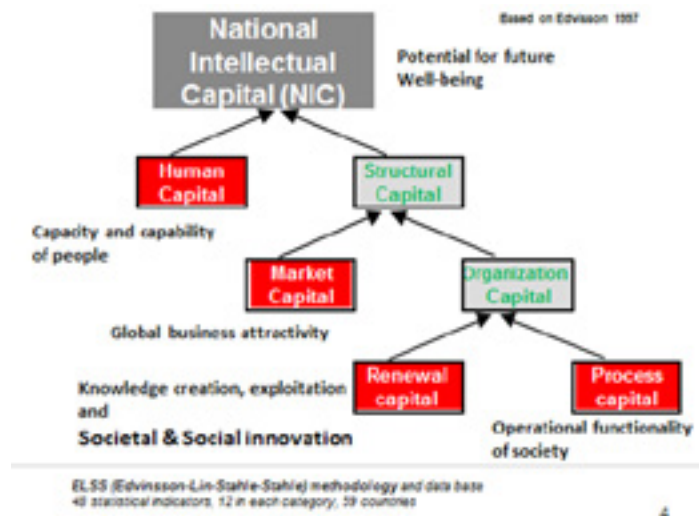 Based on Edvisson 1997
National
Intellectual
Capital (NIC)
Potential for future
Well-being
Human
Capital
Structural
Capital
Capacity and capability
of people
Market
Capital
Organization
Capital
Global business attractivity
Renewal
capital
Process
capital
Knowledge creation, exploitation
and
Societal & Social innovation
Operational functionality
of society
ELSS (Edvinsson-Lin-Stahle-Stahle) methodology and data base
48 statistical indicators, 12 in each category, 59 countries
4